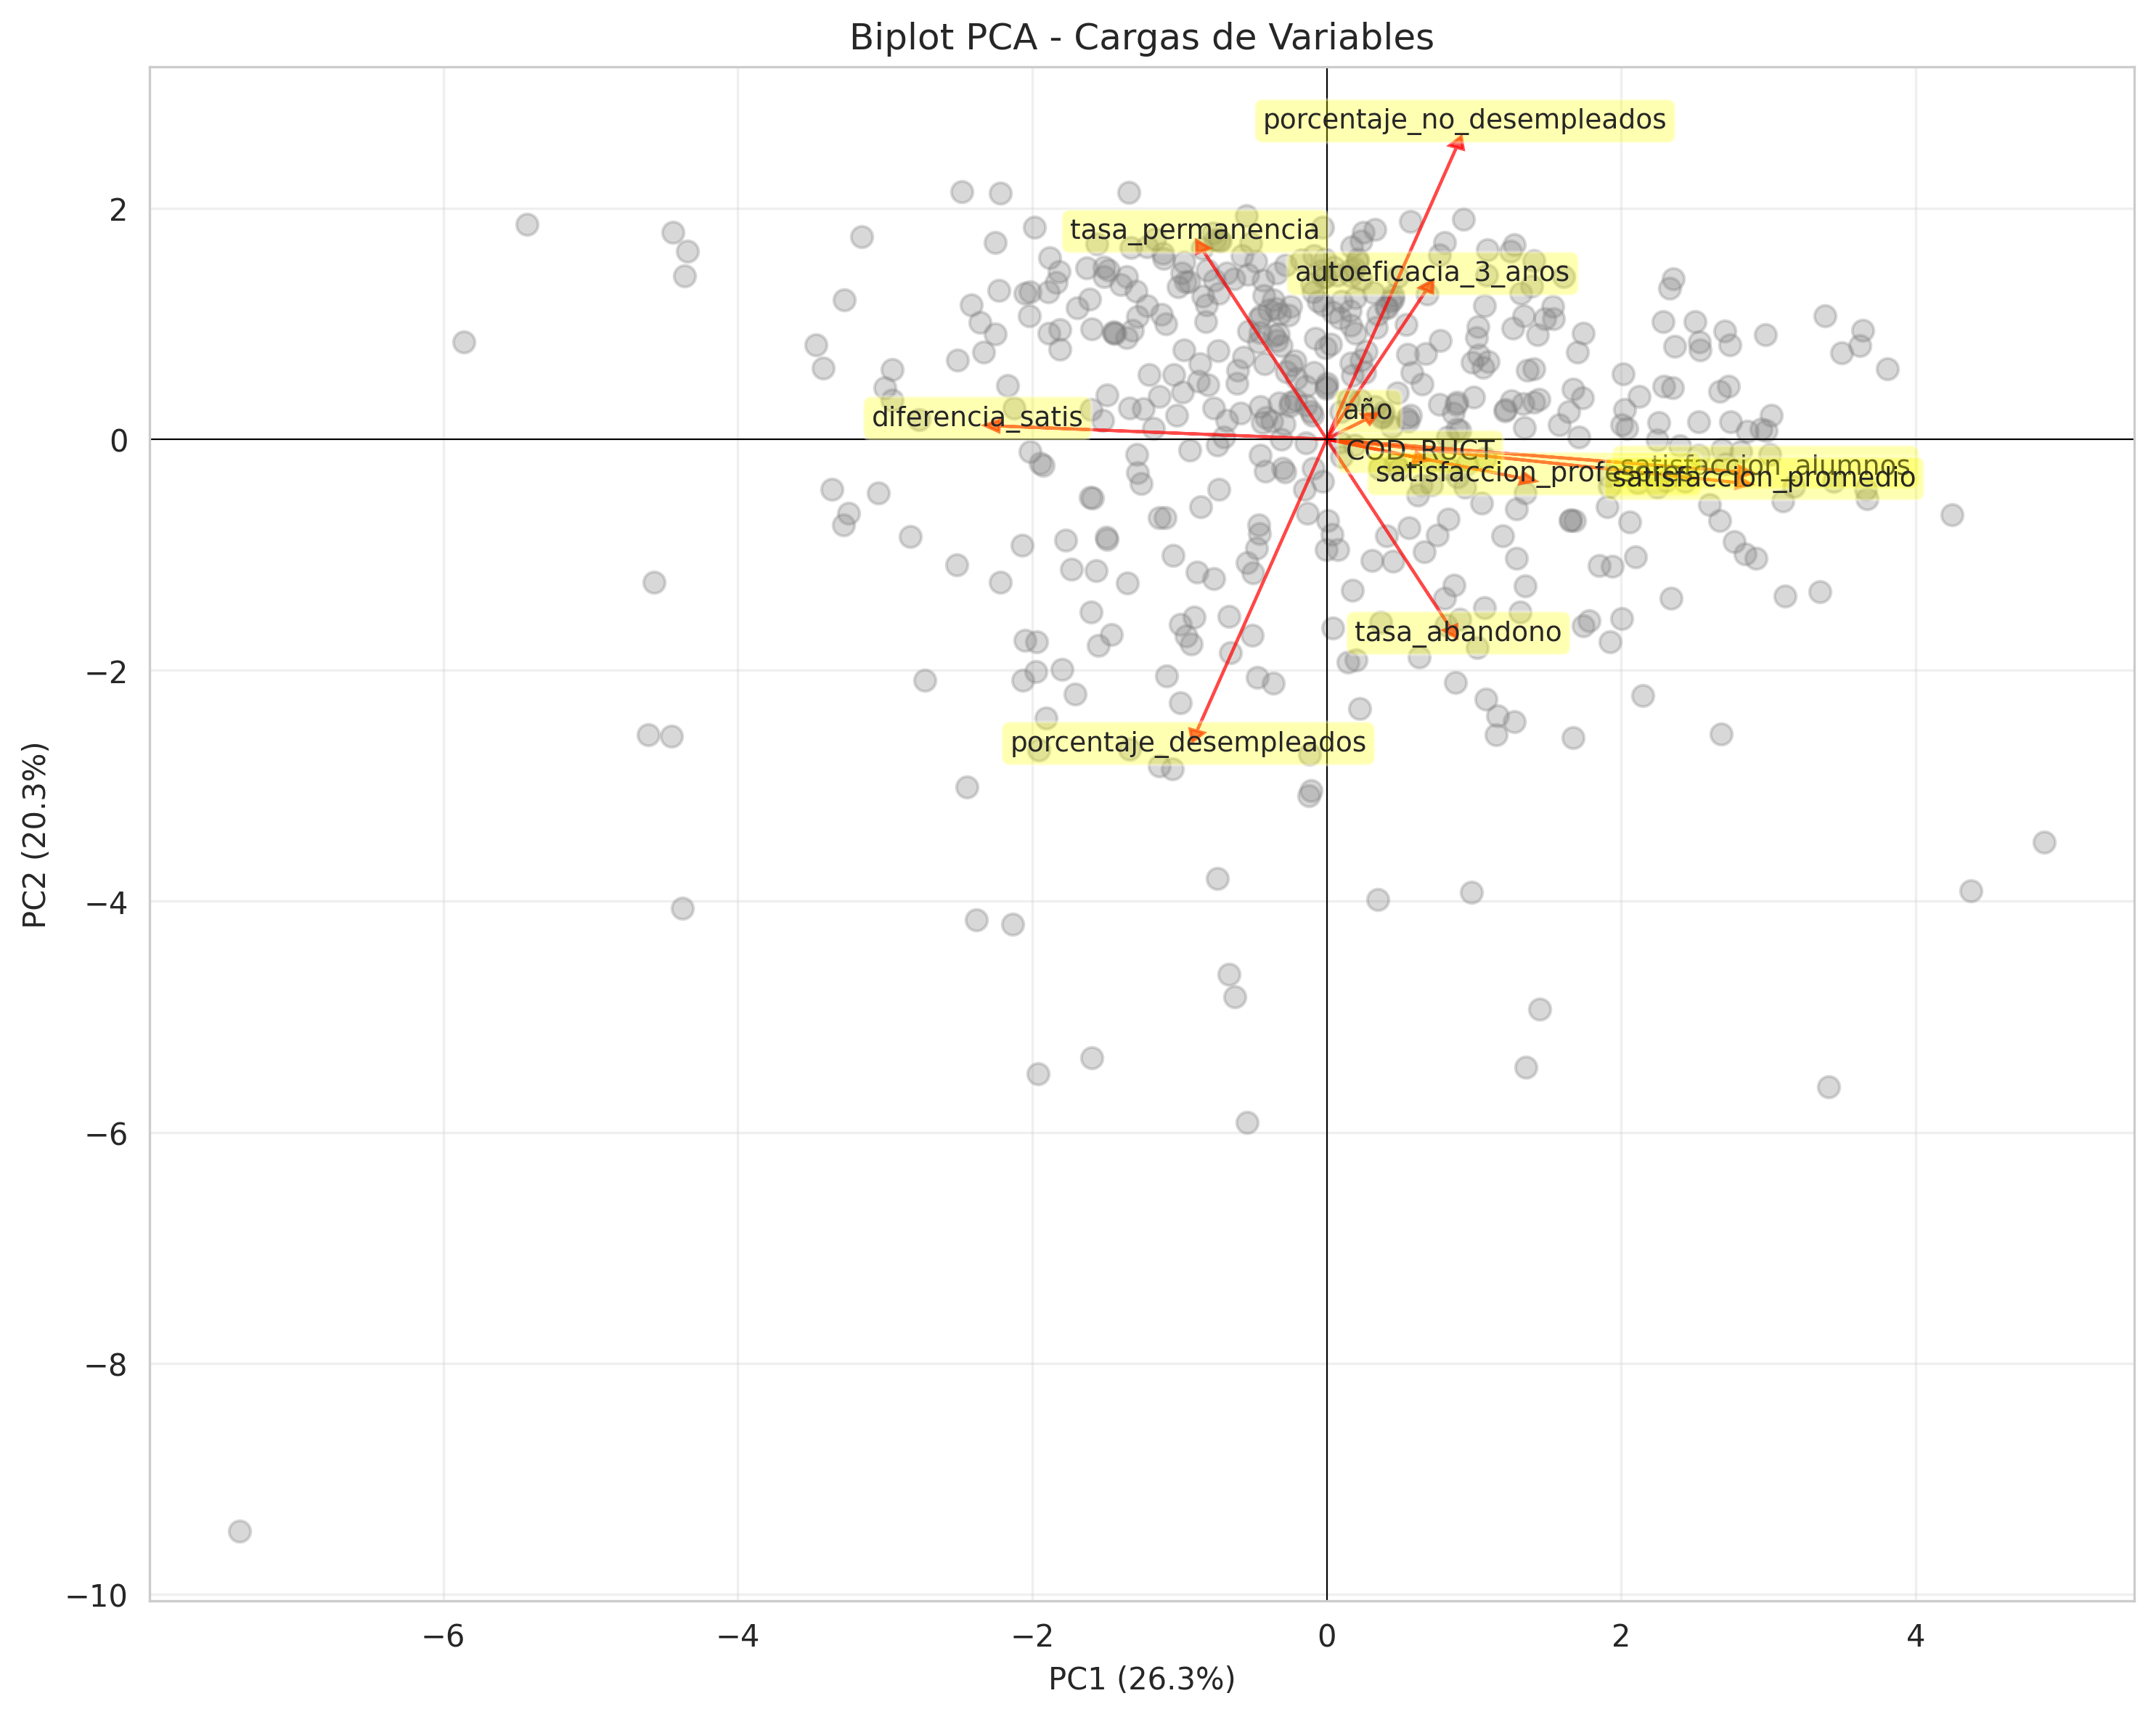 Biplot PCA - Cargas de Variables
porcentaje_no_desempleados
tasa_permanencia
autoeficacia_3_anos
año
diferencia_satis
COD_RUCT
satisfaccion_alumnos
satisfaccion_profesores
satisfaccion_promedio
tasa_abandono
porcentaje_desempleados
PC2 (20.3%)
2
0
−2
−4
−6
−8
−10
−6
−4
−2
0
2
4
PC1 (26.3%)